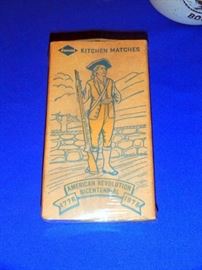 KITCHEN MATCHES
AMERICAN REVOLUTION
BICENTENNIAL
1776 1976